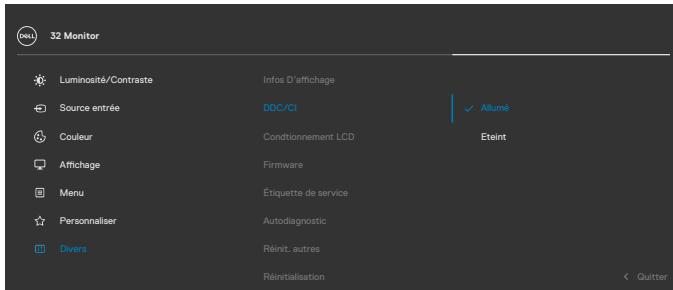 DELL
32 Monitor
Luminosité/Contraste
Infos D'affichage
Source entrée
DDC/CI
Allumé
Couleur
Condtionnement LCD
Eteint
Affichage
Firmware
Menu
Étiquette de service
Personnaliser
Autodiagnostic
Divers
Réinit. autres
Réinitialisation
Quitter